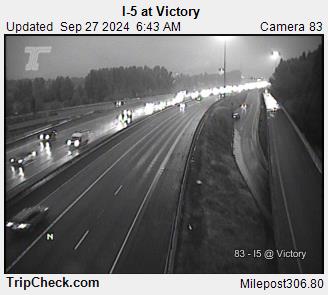 I-5 at Victory
Updated Sep 27 2024 6:43 AM Camera 83
T
N
83 - I5 @ Victory
TripCheck.com Milepost306.80